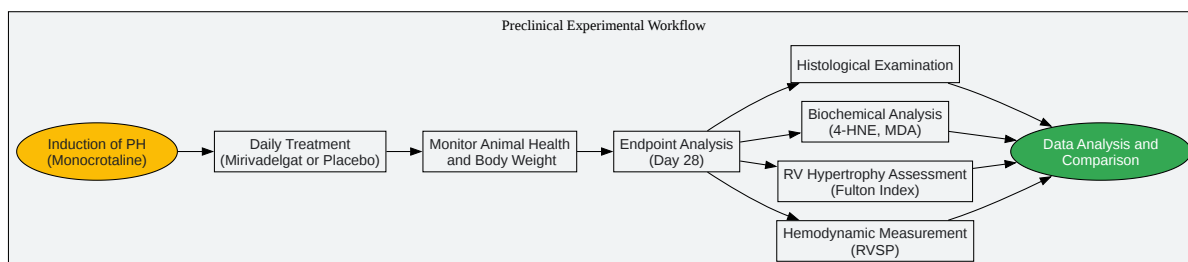 Preclinical Experimental Workflow
Induction of PH
(Monocrotaline)
Daily Treatment
(Mirivadelgat or Placebo)
Monitor Animal Health
and Body Weight
Endpoint Analysis
(Day 28)
Histological Examination
Biochemical Analysis
(4-HNE, MDA)
RV Hypertrophy Assessment
(Fulton Index)
Hemodynamic Measurement
(RVSP)
Data Analysis and
Comparison